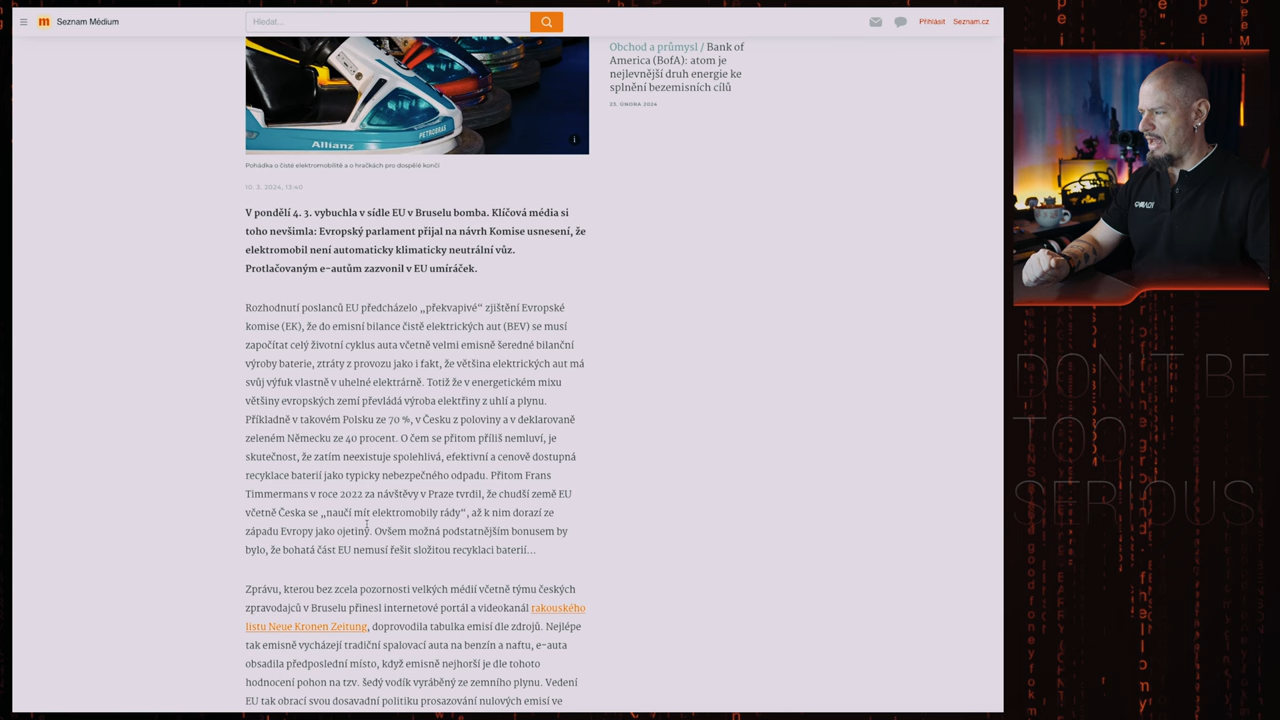 Seznam Médium
Hledat...
Přihlásit
Seznam.cz
Allianz
PETROBRAS
Pohádka o čisté elektromobilitě a o hračkách pro dospělé končí
10. 3. 2024, 13:40
V pondělí 4. 3. vybuchla v sídle EU v Bruselu bomba. Klíčová média si
toho nevšimla: Evropský parlament přijal na návrh Komise usnesení, že
elektromobil není automaticky klimaticky neutrální vůz.
Protlačovaným e-autům zazvonil v EU umíráček.
Rozhodnutí poslanců EU předcházelo „překvapivé“ zjištění Evropské
komise (EK), že do emisní bilance čistě elektrických aut (BEV) se musí
započítat celý životní cyklus auta včetně velmi emisně šeredné bilanční
výroby baterie, ztráty z provozu jako i fakt, že většina elektrických aut má
svůj výfuk vlastně v uhelné elektrárně. Totiž že v energetickém mixu
většiny evropských zemí převládá výroba elektřiny z uhlí a plynu.
Příkladně v takovém Polsku ze 70 %, v Česku z poloviny a v deklarovaně
zeleném Německu ze 40 procent. O čem se přitom příliš nemluví, je
skutečnost, že zatím neexistuje spolehlivá, efektivní a cenově dostupná
recyklace baterií jako typicky nebezpečného odpadu. Přitom Frans
Timmermans v roce 2022 za návštěvy v Praze tvrdil, že chudší země EU
včetně Česka se „naučí mít elektromobily rády“, až k nim dorazí ze
západu Evropy jako ojetiny. Ovšem možná podstatnějším bonusem by
bylo, že bohatá část EU nemusí řešit složitou recyklaci baterií...
Zprávu, kterou bez zcela pozornosti velkých médií včetně týmu českých
zpravodajců v Bruselu přinesl internetové portál a videokanál rakouského
listu Neue Kronen Zeitung, doprovodila tabulka emisí dle zdrojů. Nejlépe
tak emisně vycházejí tradiční spalovací auta na benzín a naftu, e-auta
obsadila předposlední místo, když emisně nejhorší je dle tohoto
hodnocení pohon na tzv. šedý vodík vyráběný ze zemního plynu. Vedení
EU tak obrací svou dosavadní politiku prosazování nulových emisí ve
Obchod a průmysl / Bank of
America (BofA): atom je
nejlevnější druh energie ke
splnění bezemisních cílů
23. ÚNORA 2024
DON'T BE
TOO
SERIOUS